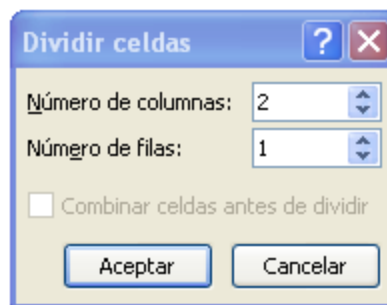 Dividir celdas
Número de columnas: 2
Número de filas: 1
Combinar celdas antes de dividir
Aceptar Cancelar